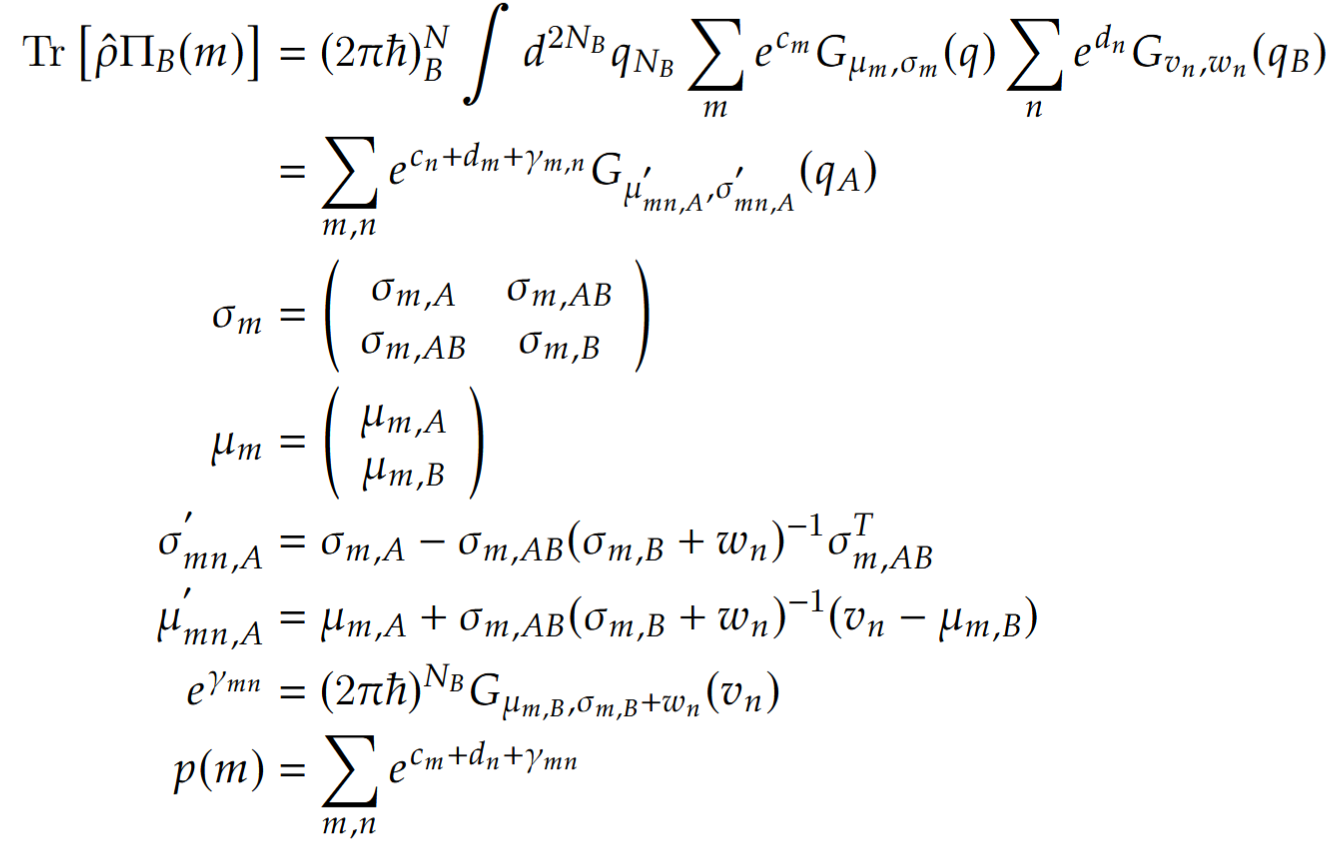 Tr [ρ̂Π_B(m)] = (2πħ)^N_B ∫ d^{2N_B} q_{N_B} ∑_m e^{c_m} G_{μ_m,σ_m}(q) ∑_n e^{d_n} G_{v_n,w_n}(q_B)
= ∑_{m,n} e^{c_n+d_m+γ_{m,n}} G_{μ′_{mn,A},σ′_{mn,A}}(q_A)
σ_m = ( σ_{m,A} σ_{m,AB}
σ_{m,AB} σ_{m,B} )
μ_m = ( μ_{m,A}
μ_{m,B} )
σ′_{mn,A} = σ_{m,A} − σ_{m,AB}(σ_{m,B} + w_n)^{−1}σ^T_{m,AB}
μ′_{mn,A} = μ_{m,A} + σ_{m,AB}(σ_{m,B} + w_n)^{−1}(v_n − μ_{m,B})
e^{γ_{mn}} = (2πħ)^{N_B} G_{μ_{m,B},σ_{m,B}+w_n}(v_n)
p(m) = ∑_{m,n} e^{c_m+d_n+γ_{mn}}